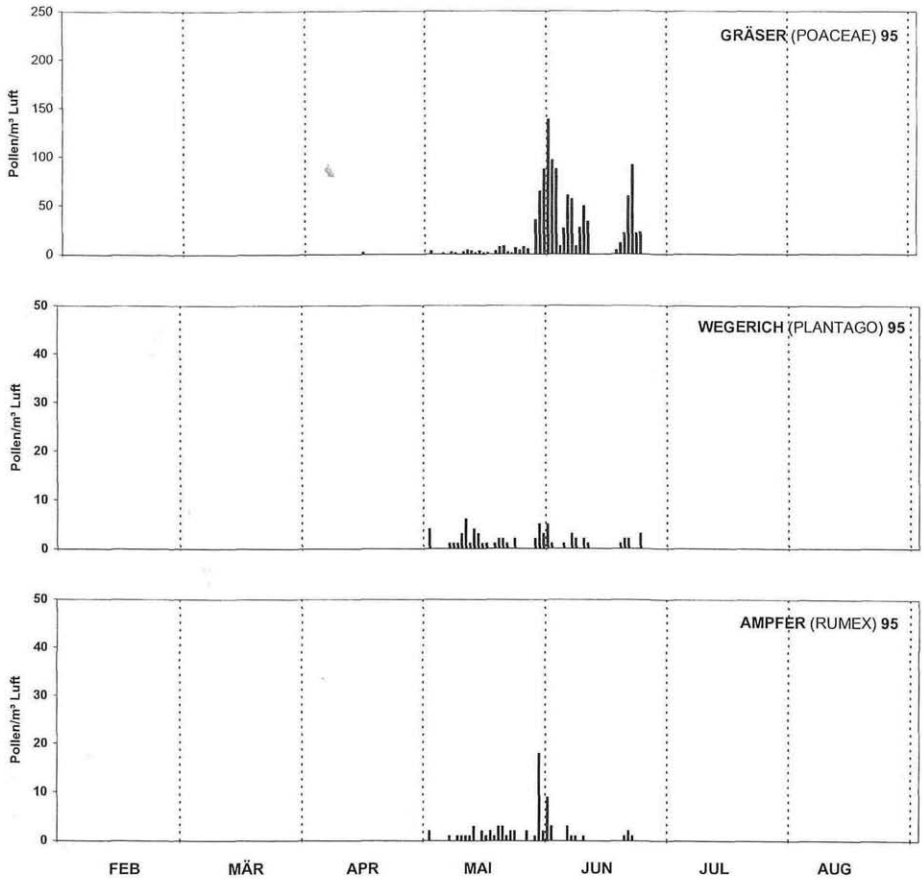 GRÄSER (POACEAE) 95
Pollen/m³ Luft
250
200
150
100
50
0
WEGERICH (PLANTAGO) 95
Pollen/m³ Luft
50
40
30
20
10
0
AMPFER (RUMEX) 95
Pollen/m³ Luft
50
40
30
20
10
0
FEB MÄR APR MAI JUN JUL AUG